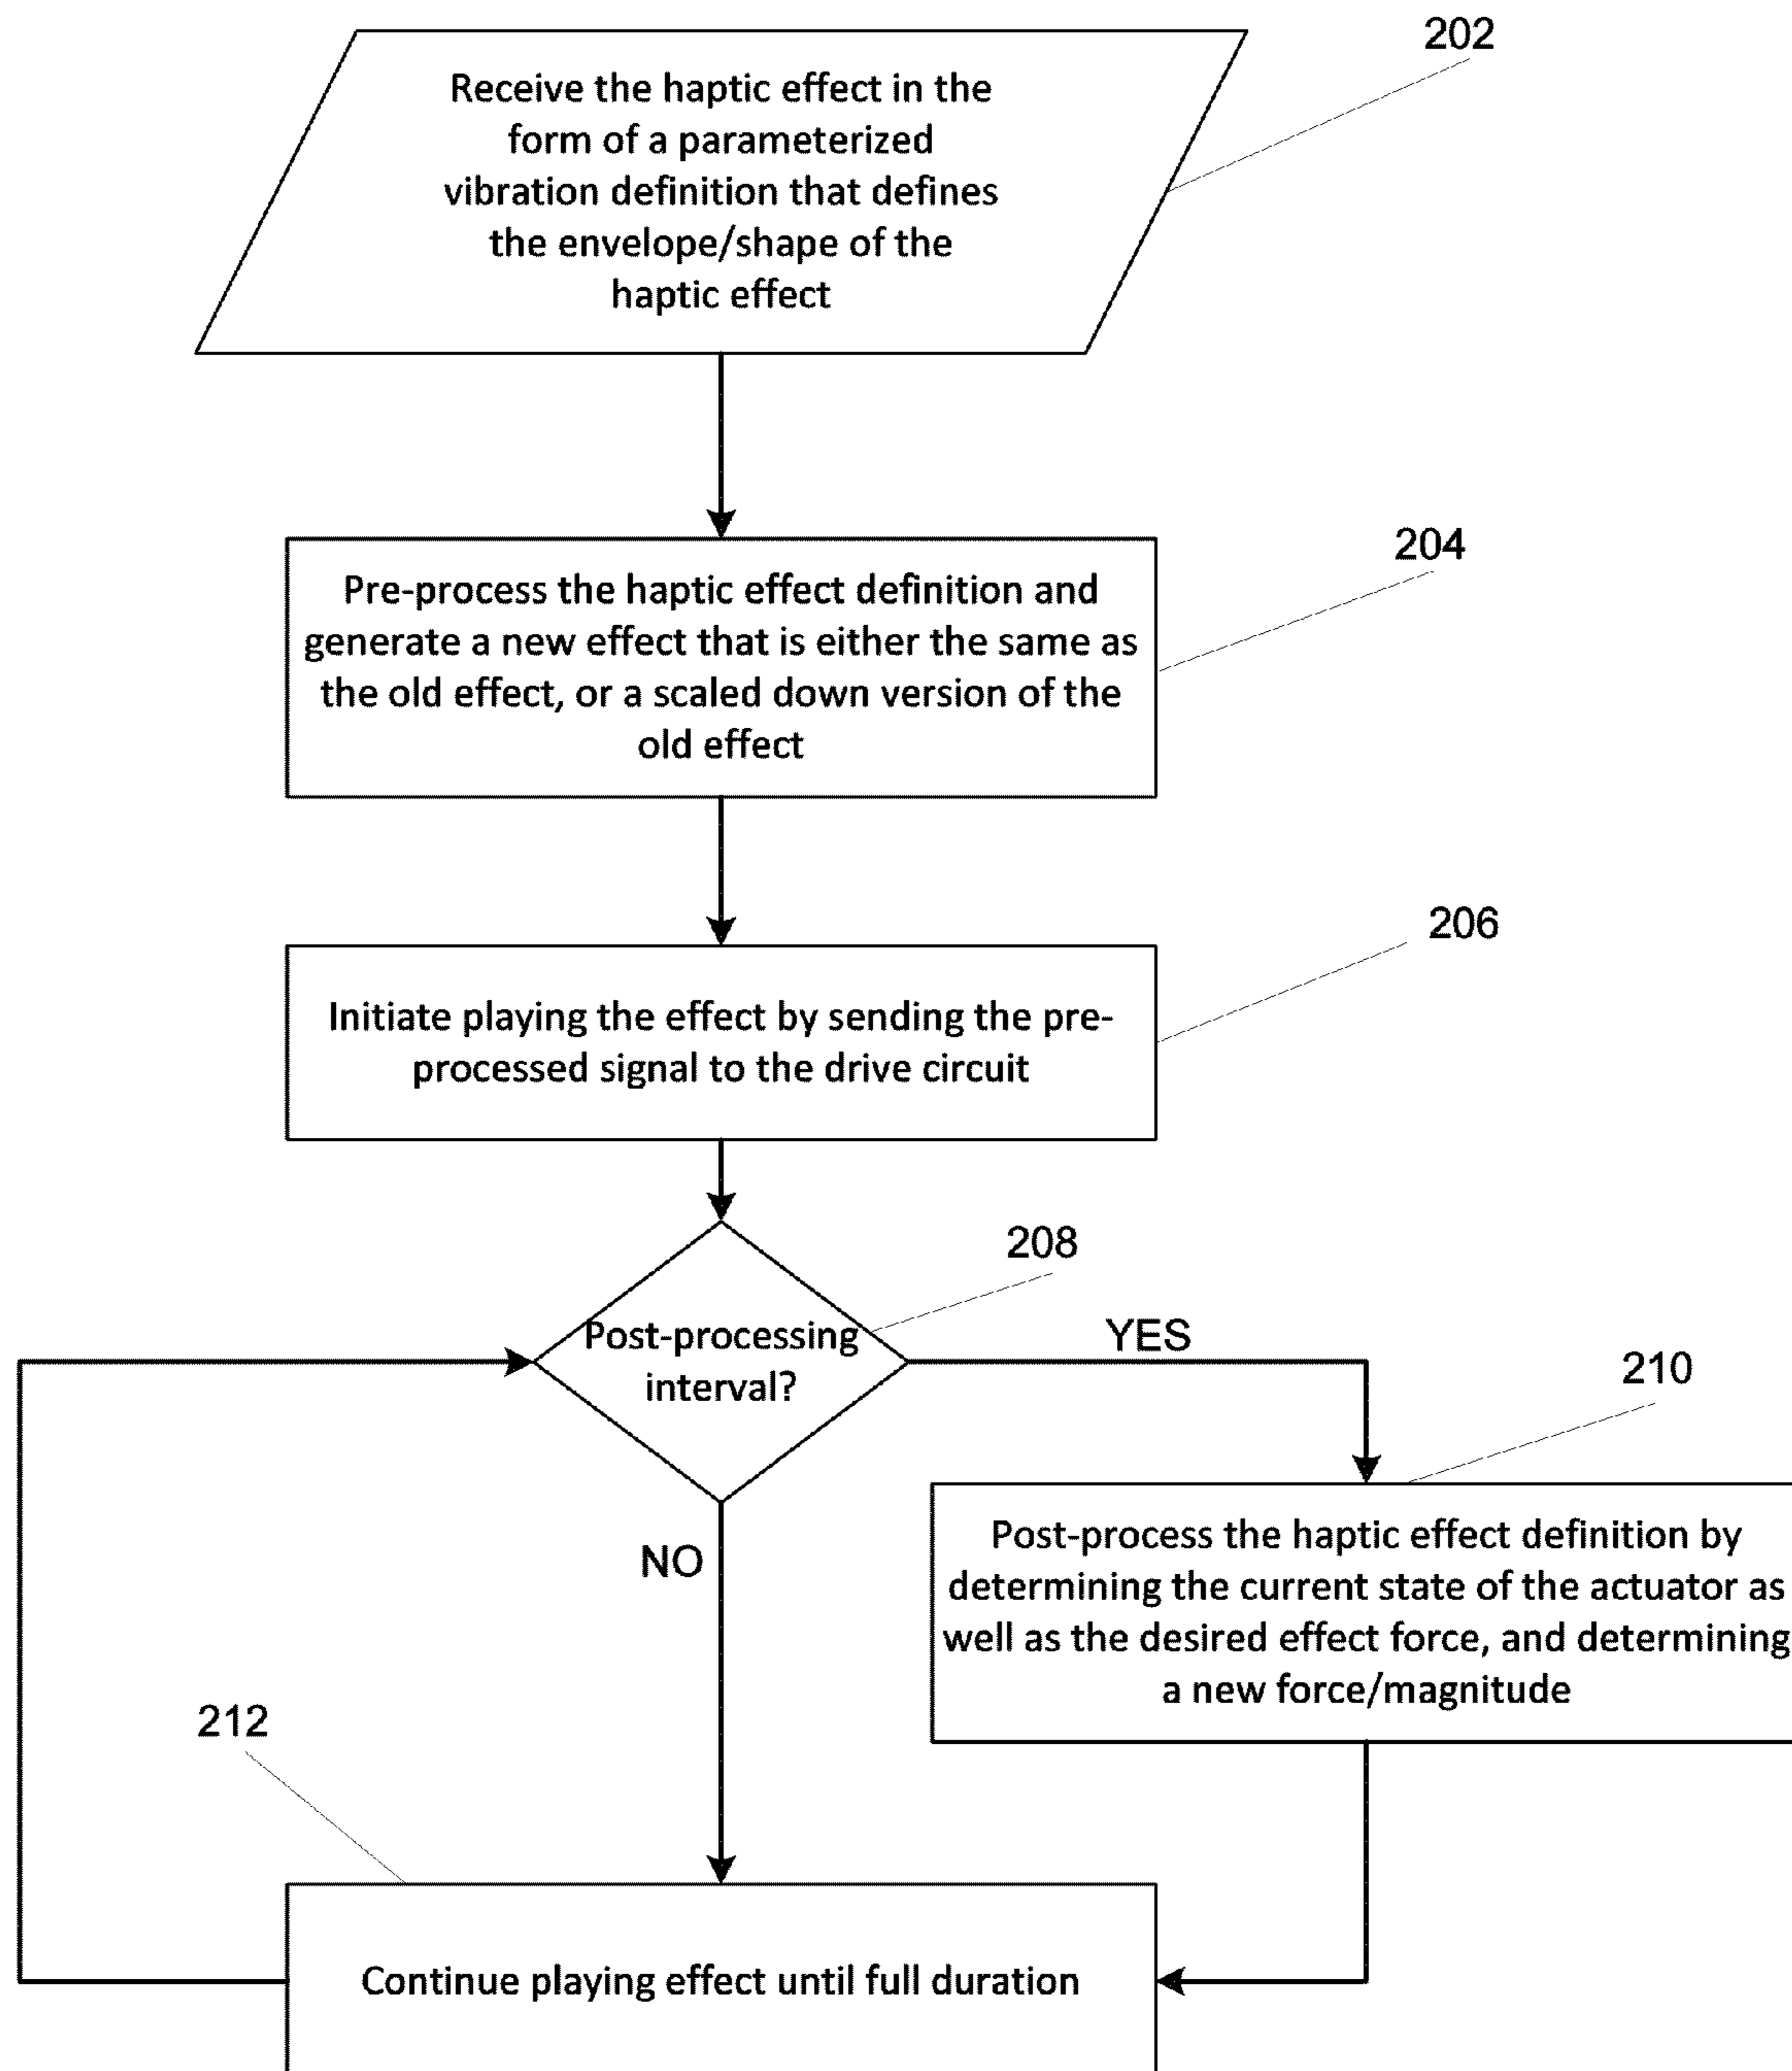 202
Receive the haptic effect in the
form of a parameterized
vibration definition that defines
the envelope/shape of the
haptic effect
204
Pre-process the haptic effect definition and
generate a new effect that is either the same as
the old effect, or a scaled down version of the
old effect
206
Initiate playing the effect by sending the pre-
processed signal to the drive circuit
208
Post-processing
interval?
YES
210
NO
Post-process the haptic effect definition by
determining the current state of the actuator as
well as the desired effect force, and determining
a new force/magnitude
212
Continue playing effect until full duration